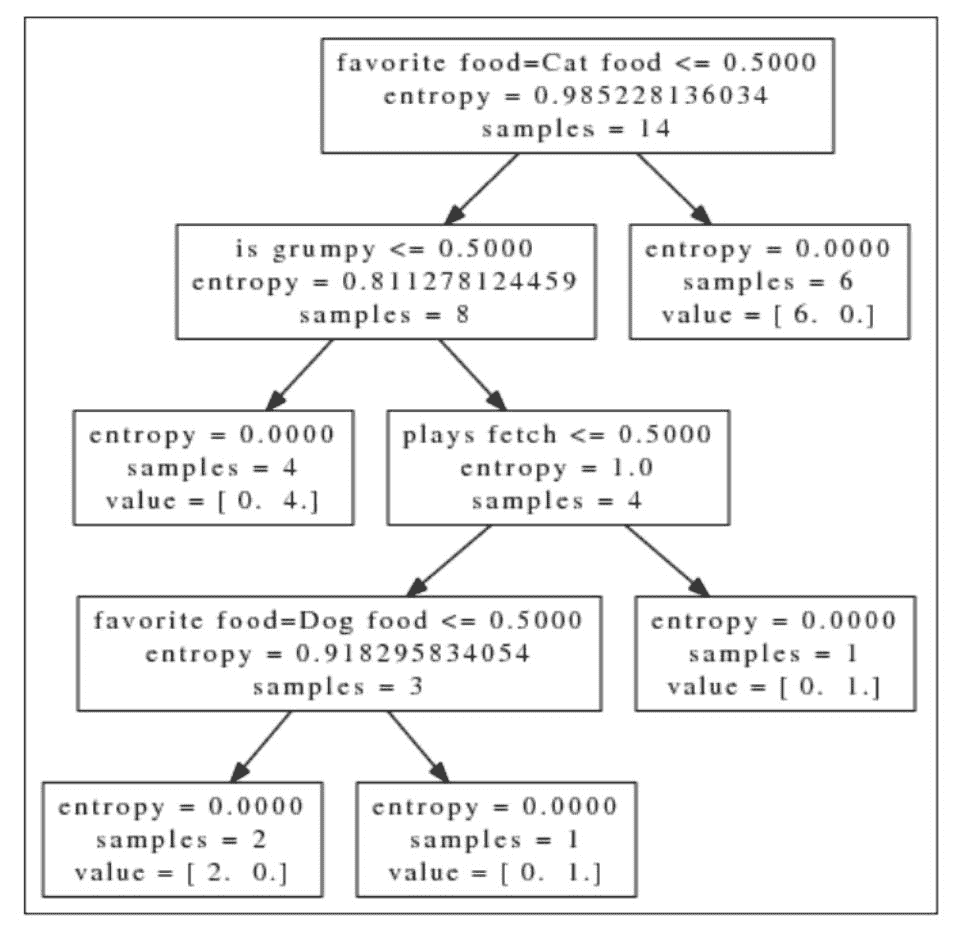 favorite food=Cat food <= 0.5000
entropy = 0.985228136034
samples = 14
is grumpy <= 0.5000
entropy = 0.811278124459
samples = 8
entropy = 0.0000
samples = 6
value = [ 6. 0.]
entropy = 0.0000
samples = 4
value = [ 0. 4.]
plays fetch <= 0.5000
entropy = 1.0
samples = 4
favorite food=Dog food <= 0.5000
entropy = 0.918295834054
samples = 3
entropy = 0.0000
samples = 1
value = [ 0. 1.]
entropy = 0.0000
samples = 2
value = [ 2. 0.]
entropy = 0.0000
samples = 1
value = [ 0. 1.]